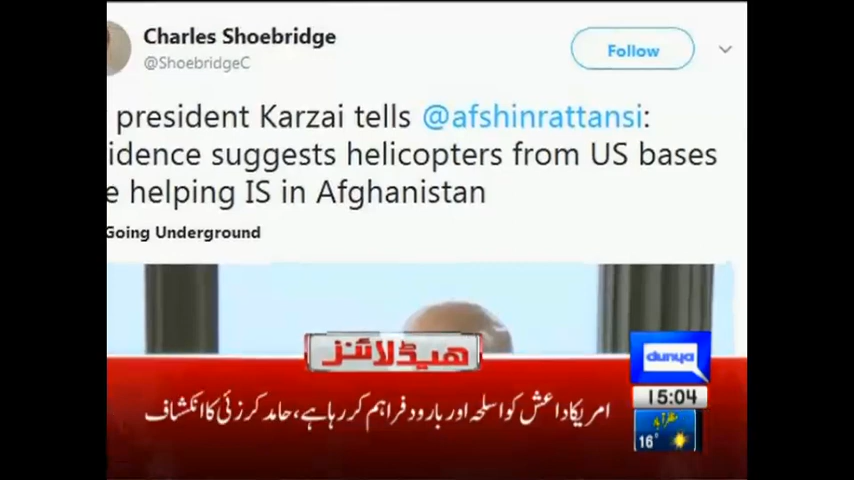 Charles Shoebridge
@ShoebridgeC
Follow
president Karzai tells @afshinrattansi:
idence suggests helicopters from US bases
e helping IS in Afghanistan
Going Underground
ہیڈلائنز
dunya
امریکا داعش کو اسلحہ اور بارود فراہم کر رہا ہے، حامد کرزئی کا انکشاف
15:04
مظفرآباد
16°